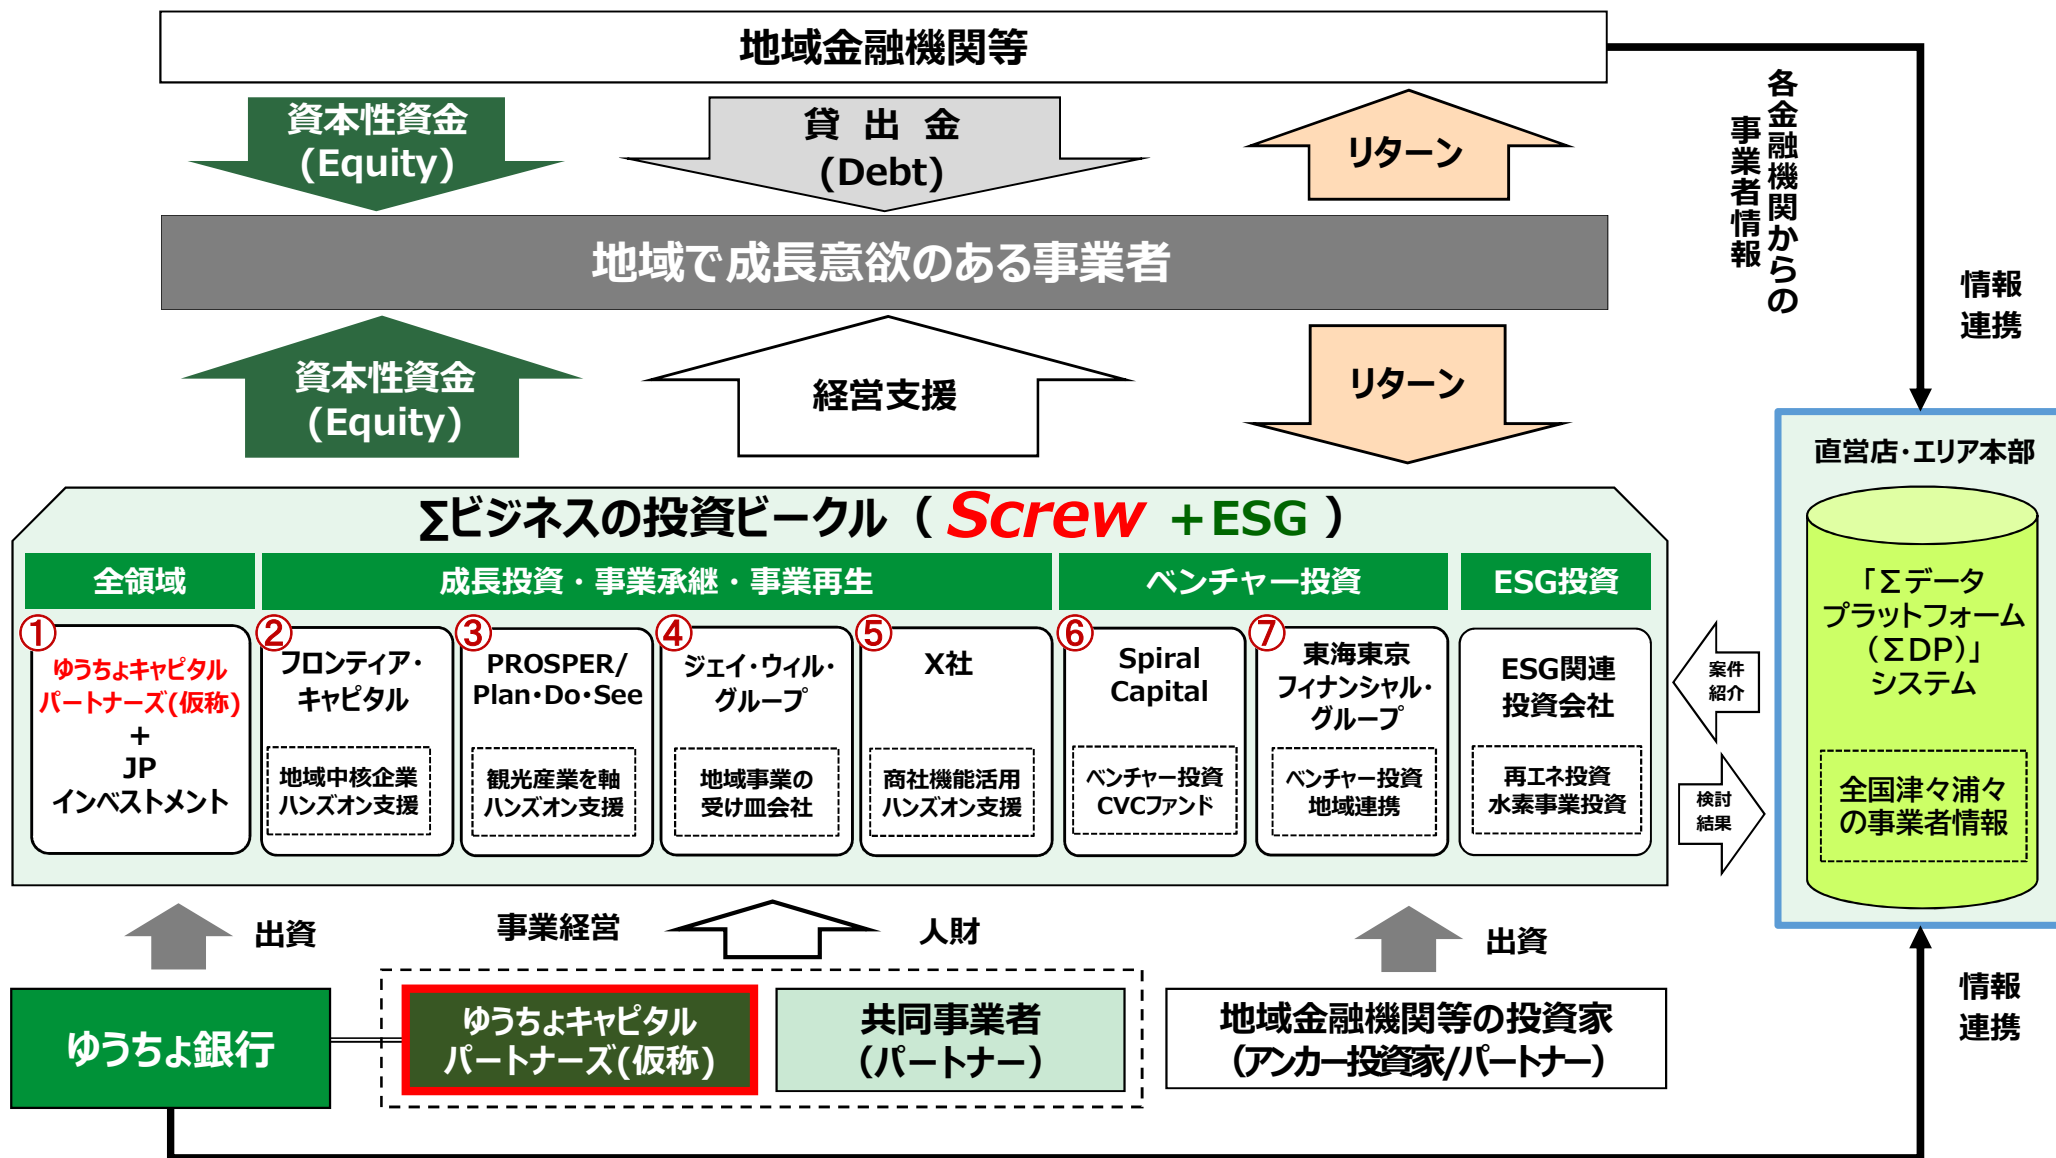 地域金融機関等
資本性資金
(Equity)
貸 出 金
(Debt)
リターン
各金融機関からの
事業者情報
情報
連携
地域で成長意欲のある事業者
資本性資金
(Equity)
経営支援
リターン
Σビジネスの投資ビークル（ Screw +ESG ）
全領域
成長投資・事業承継・事業再生
ベンチャー投資
ESG投資
①
ゆうちょキャピタル
パートナーズ(仮称)
+
JP
インベストメント
②
フロンティア・
キャピタル
地域中核企業
ハンズオン支援
③
PROSPER/
Plan・Do・See
観光産業を軸
ハンズオン支援
④
ジェイ・ウィル・
グループ
地域事業の
受け皿会社
⑤
X社
商社機能活用
ハンズオン支援
⑥
Spiral
Capital
ベンチャー投資
CVCファンド
⑦
東海東京
フィナンシャル・
グループ
ベンチャー投資
地域連携
ESG関連
投資会社
再エネ投資
水素事業投資
案件
紹介
検討
結果
直営店・エリア本部
「Σデータ
プラットフォーム
（ΣDP）」
システム
全国津々浦々
の事業者情報
出資
事業経営
人財
出資
ゆうちょ銀行
ゆうちょキャピタル
パートナーズ(仮称)
共同事業者
（パートナー）
地域金融機関等の投資家
（アンカー投資家/パートナー）
情報
連携